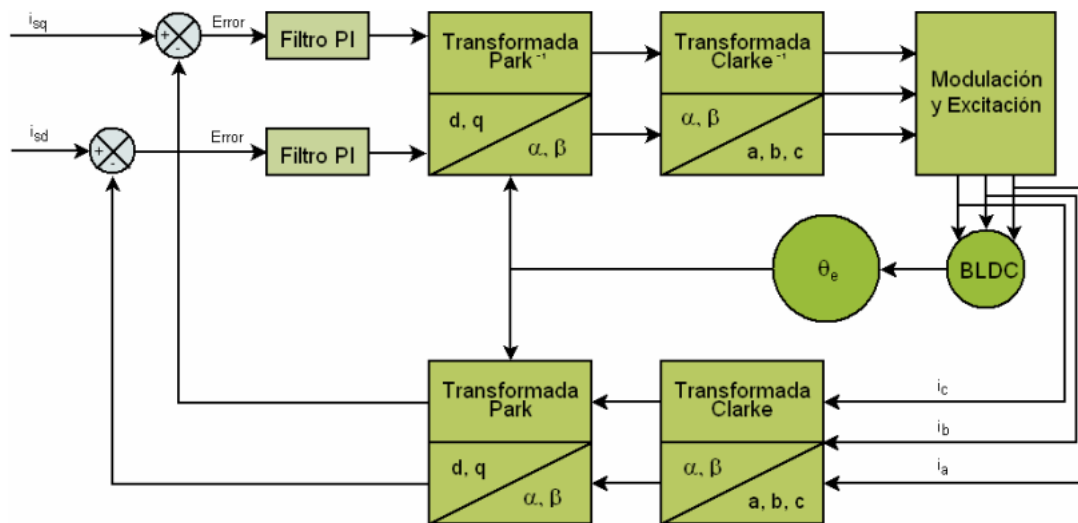 isq
+
-
Error
Filtro PI
Transformada
Park⁻¹
d, q
α, β
Transformada
Clarke⁻¹
α, β
a, b, c
Modulación
y Excitación
isd
+
-
Error
Filtro PI
θe
BLDC
Transformada
Park
d, q
α, β
Transformada
Clarke
α, β
a, b, c
ic
ib
ia